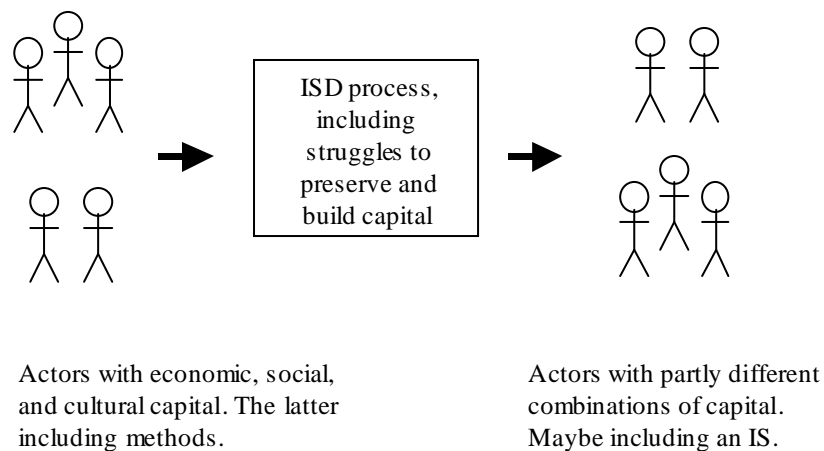 ISD process,
including
struggles to
preserve and
build capital
Actors with economic, social,
and cultural capital. The latter
including methods.
Actors with partly different
combinations of capital.
Maybe including an IS.